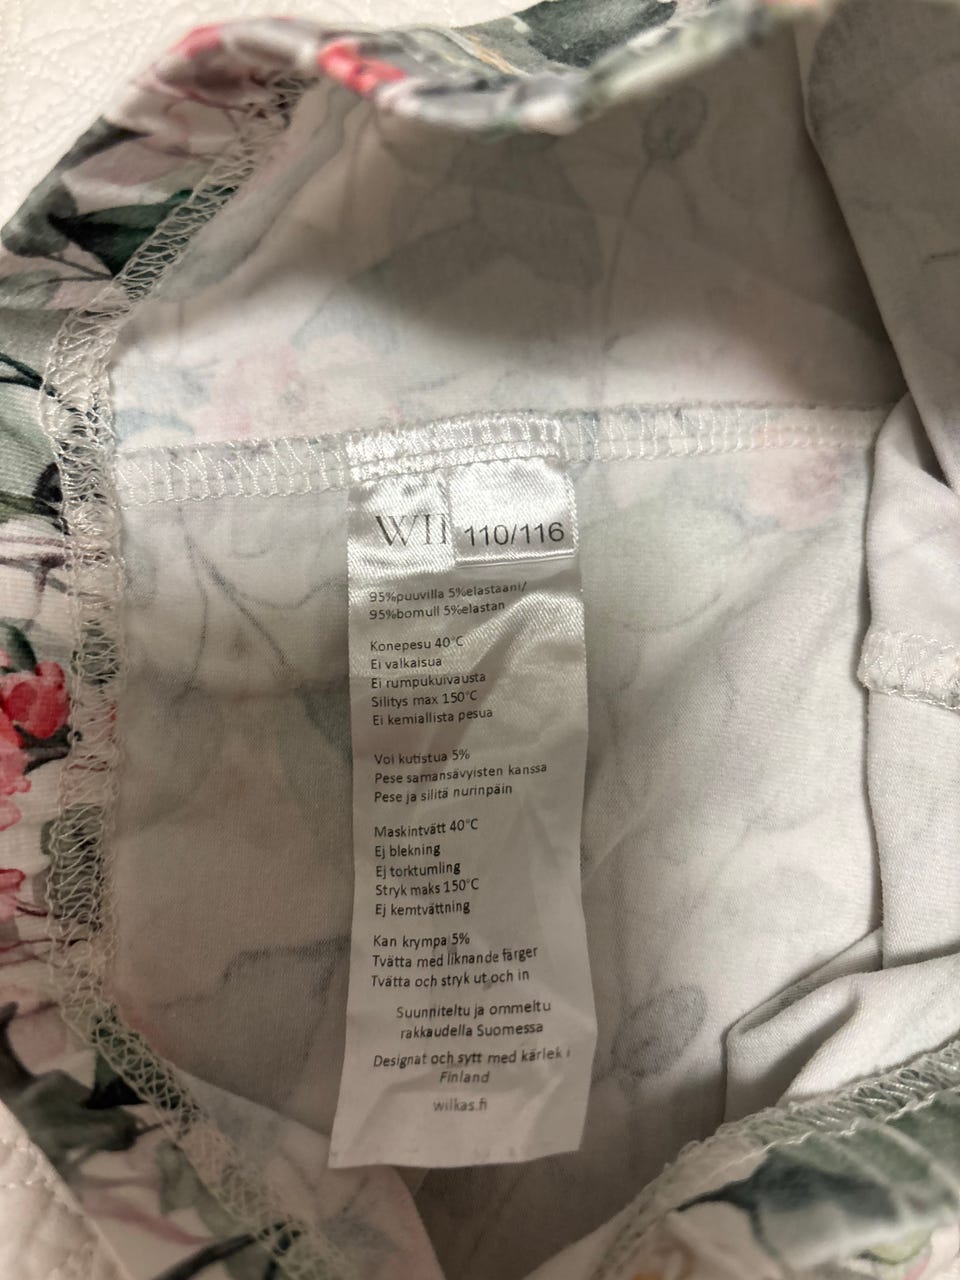 WIL
110/116
95%puuvilla 5%elastaani/
95%bomull 5%elastan
Konepesu 40°C
Ei valkaisua
Ei rumpukuivausta
Silitys max 150°C
Ei kemiallista pesua
Voi kutistua 5%
Pese samansävyisten kanssa
Pese ja silitä nurinpäin
Maskintvätt 40°C
Ej blekning
Ej torktumling
Stryk maks 150°C
Ej kemtvättning
Kan krympa 5%
Tvätta med liknande färger
Tvätta och stryk ut och in
Suunniteltu ja ommeltu
rakkaudella Suomessa
Designat och sytt med kärlek i
Finland
wilkas.fi